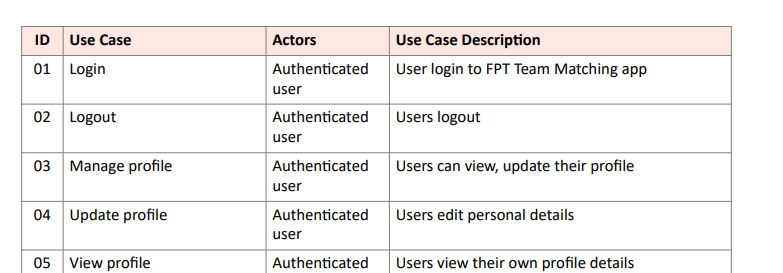 ID Use Case Actors Use Case Description
01 Login Authenticated User login to FPT Team Matching app
user
02 Logout Authenticated Users logout
user
03 Manage profile Authenticated Users can view, update their profile
user
04 Update profile Authenticated Users edit personal details
user
05 View profile Authenticated Users view their own profile details